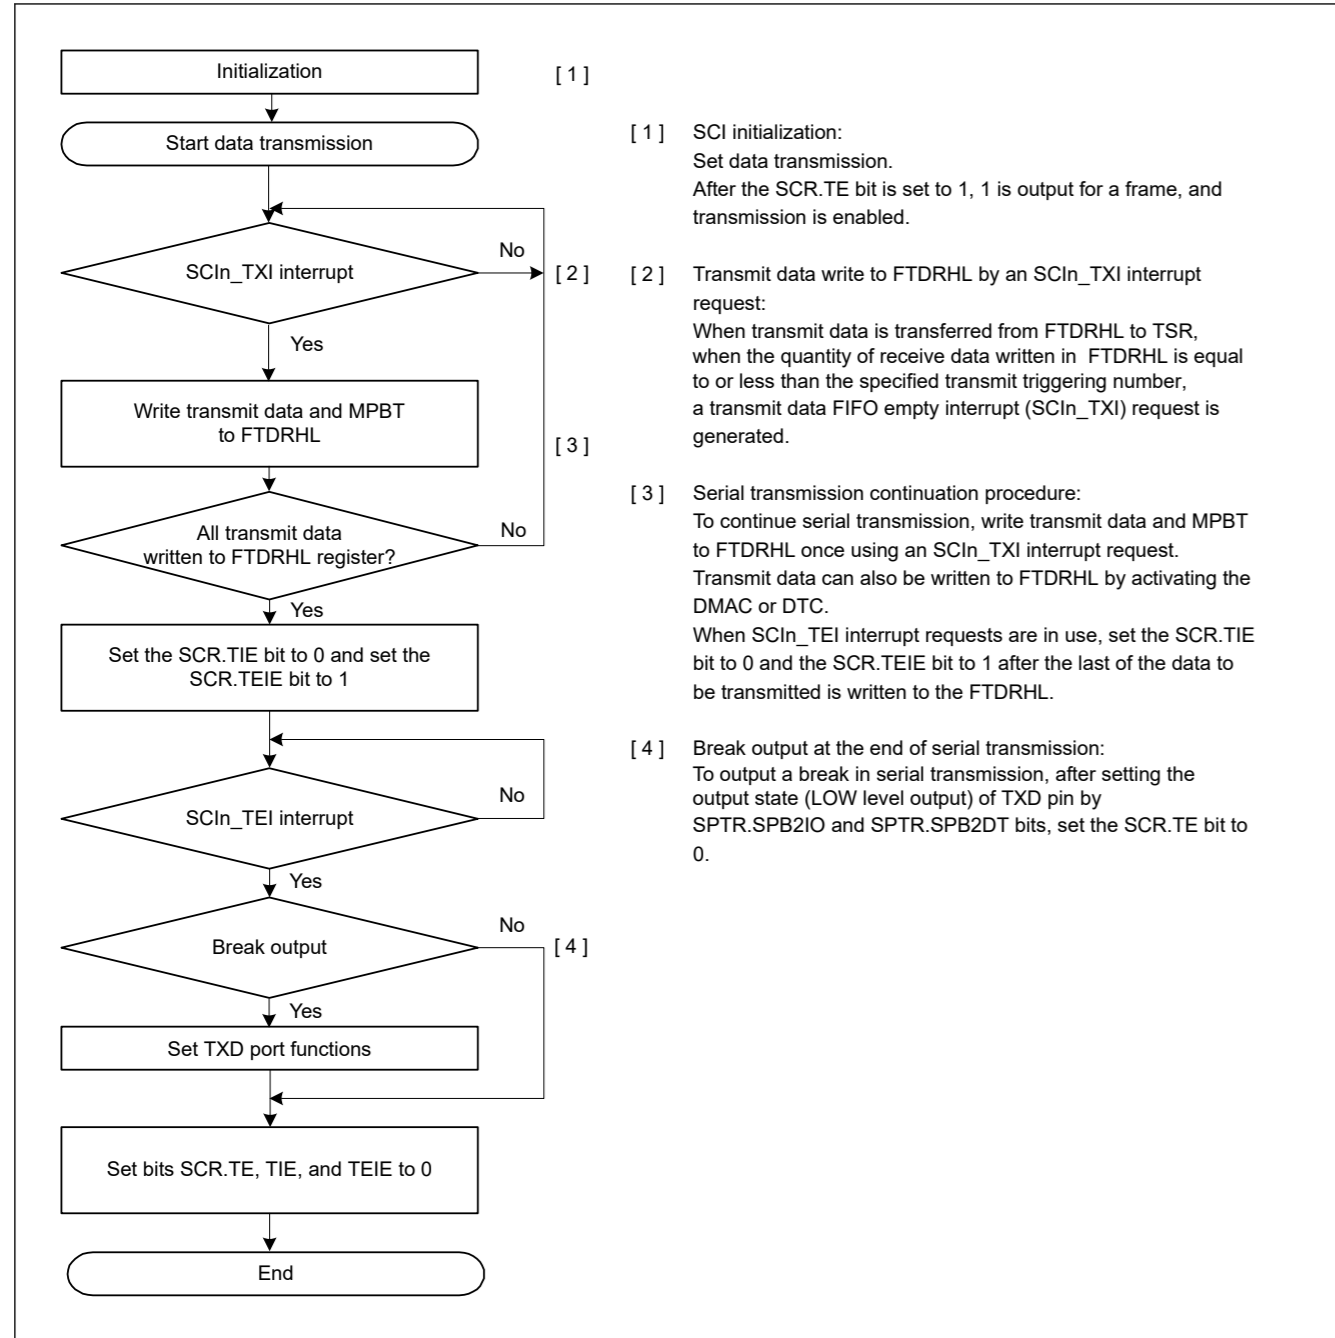 Initialization
[ 1 ]
Start data transmission
No
SCIn_TXI interrupt
[ 2 ]
Yes
Write transmit data and MPBT
to FTDRHL
[ 3 ]
All transmit data
written to FTDRHL register?
No
Yes
Set the SCR.TIE bit to 0 and set the
SCR.TEIE bit to 1
No
SCIn_TEI interrupt
Yes
No
Break output
[ 4 ]
Yes
Set TXD port functions
Set bits SCR.TE, TIE, and TEIE to 0
End
[ 1 ] SCI initialization:
Set data transmission.
After the SCR.TE bit is set to 1, 1 is output for a frame, and
transmission is enabled.
[ 2 ] Transmit data write to FTDRHL by an SCIn_TXI interrupt
request:
When transmit data is transferred from FTDRHL to TSR,
when the quantity of receive data written in FTDRHL is equal
to or less than the specified transmit triggering number,
a transmit data FIFO empty interrupt (SCIn_TXI) request is
generated.
[ 3 ] Serial transmission continuation procedure:
To continue serial transmission, write transmit data and MPBT
to FTDRHL once using an SCIn_TXI interrupt request.
Transmit data can also be written to FTDRHL by activating the
DMAC or DTC.
When SCIn_TEI interrupt requests are in use, set the SCR.TIE
bit to 0 and the SCR.TEIE bit to 1 after the last of the data to
be transmitted is written to the FTDRHL.
[ 4 ] Break output at the end of serial transmission:
To output a break in serial transmission, after setting the
output state (LOW level output) of TXD pin by
SPTR.SPB2IO and SPTR.SPB2DT bits, set the SCR.TE bit to
0.